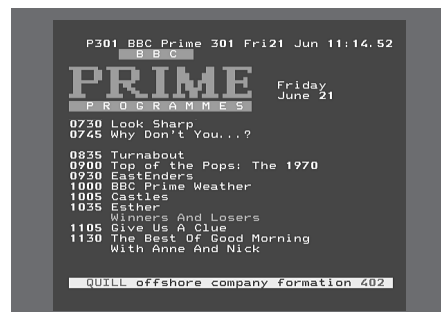 P301 BBC Prime 301 Fri21 Jun 11:14.52
BBC
PRIME
PROGRAMMES
Friday
June 21
0730 Look Sharp
0745 Why Don't You...?
0835 Turnabout
0900 Top of the Pops: The 1970
0930 EastEnders
1000 BBC Prime Weather
1005 Castles
1035 Esther
Winners And Losers
1105 Give Us A Clue
1130 The Best Of Good Morning
With Anne And Nick
QUILL offshore company formation 402